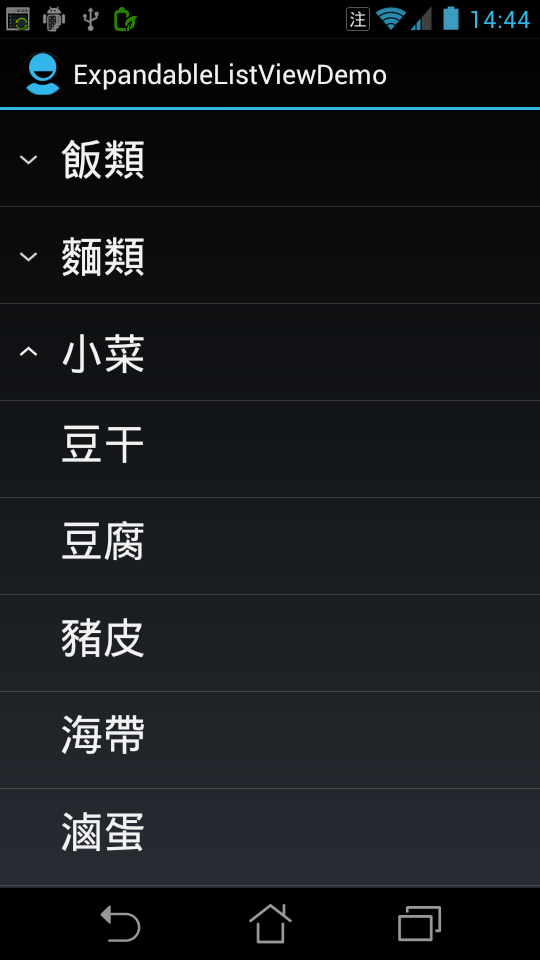 注 14:44
ExpandableListViewDemo
飯類
麵類
小菜
豆干
豆腐
豬皮
海帶
滷蛋